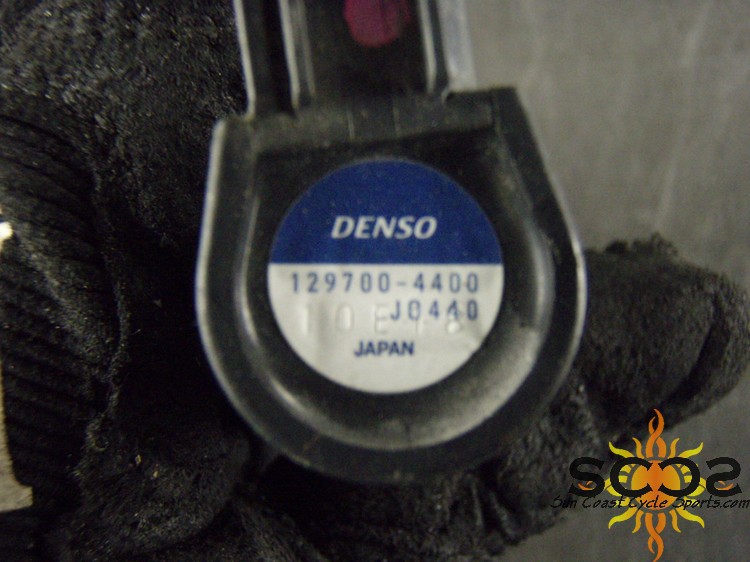 DENSO
129700-4400
J0440
JAPAN
SCCS
Sun Coast Cycle Sports.com